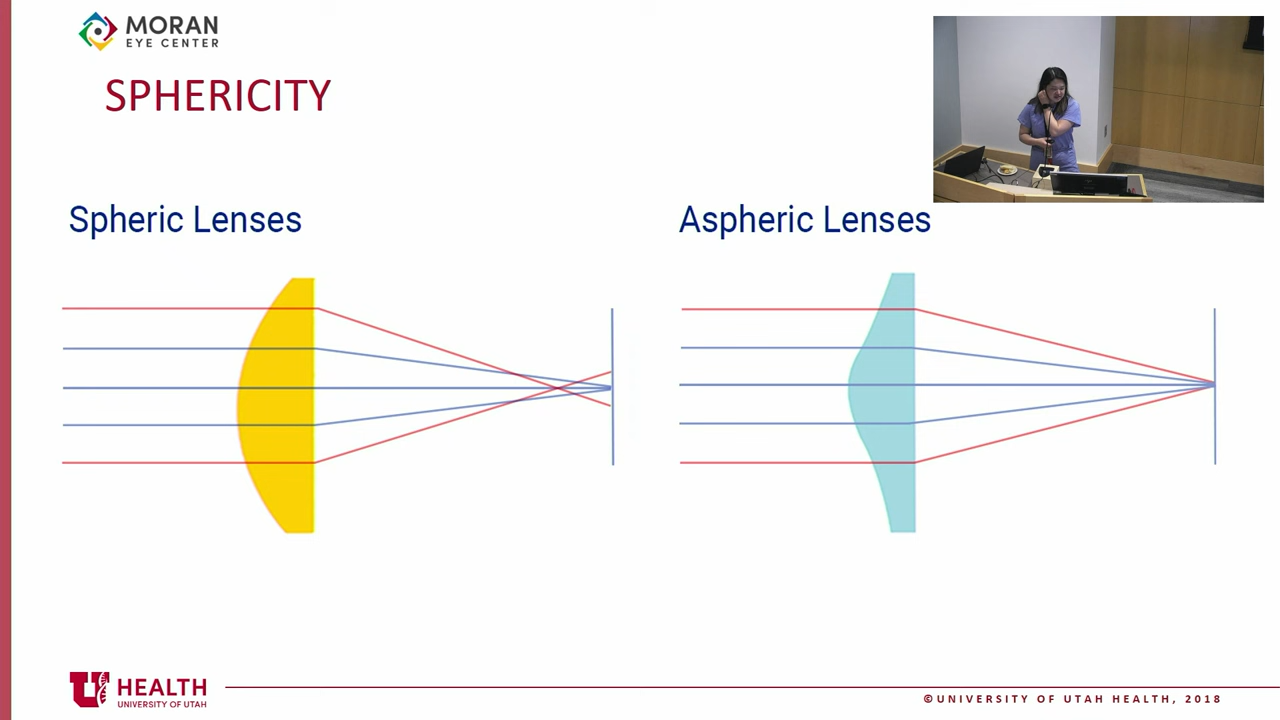 MORAN
EYE CENTER
SPHERICITY
Spheric Lenses
Aspheric Lenses
U HEALTH
UNIVERSITY OF UTAH
©UNIVERSITY OF UTAH HEALTH, 2018